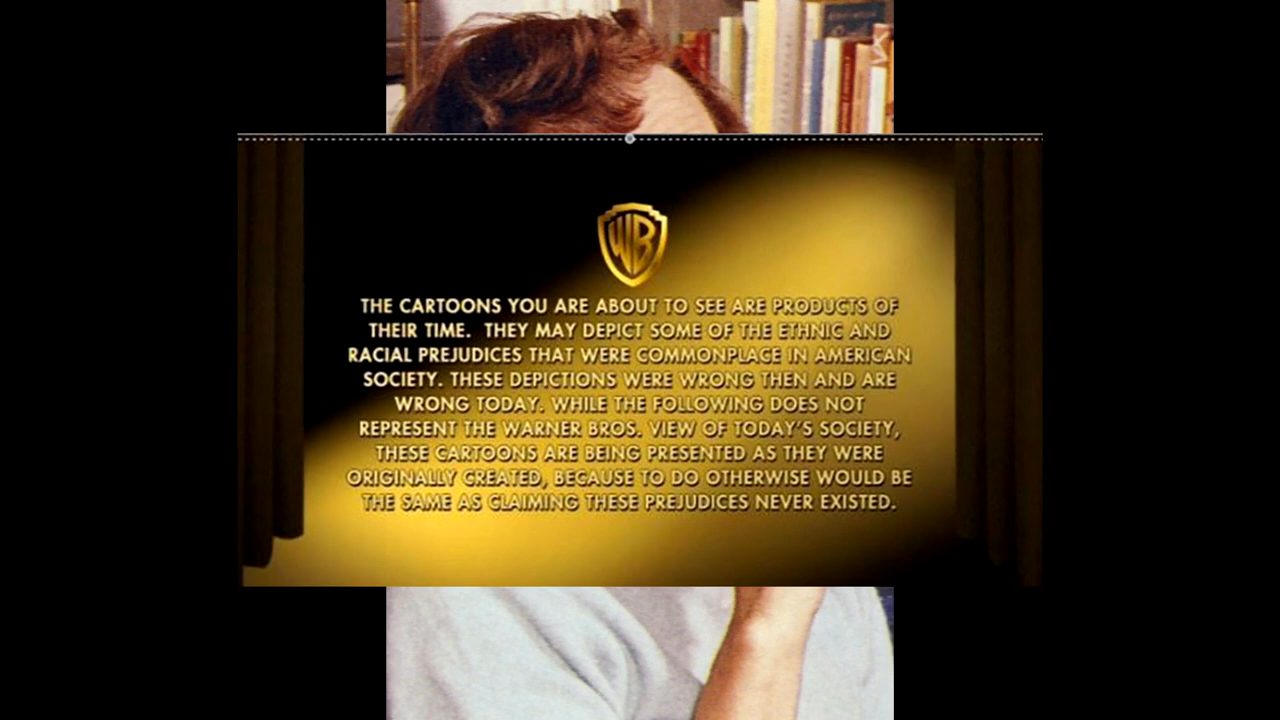 WB
THE CARTOONS YOU ARE ABOUT TO SEE ARE PRODUCTS OF
THEIR TIME. THEY MAY DEPICT SOME OF THE ETHNIC AND
RACIAL PREJUDICES THAT WERE COMMONPLACE IN AMERICAN
SOCIETY. THESE DEPICTIONS WERE WRONG THEN AND ARE
WRONG TODAY. WHILE THE FOLLOWING DOES NOT
REPRESENT THE WARNER BROS. VIEW OF TODAY'S SOCIETY,
THESE CARTOONS ARE BEING PRESENTED AS THEY WERE
ORIGINALLY CREATED, BECAUSE TO DO OTHERWISE WOULD BE
THE SAME AS CLAIMING THESE PREJUDICES NEVER EXISTED.